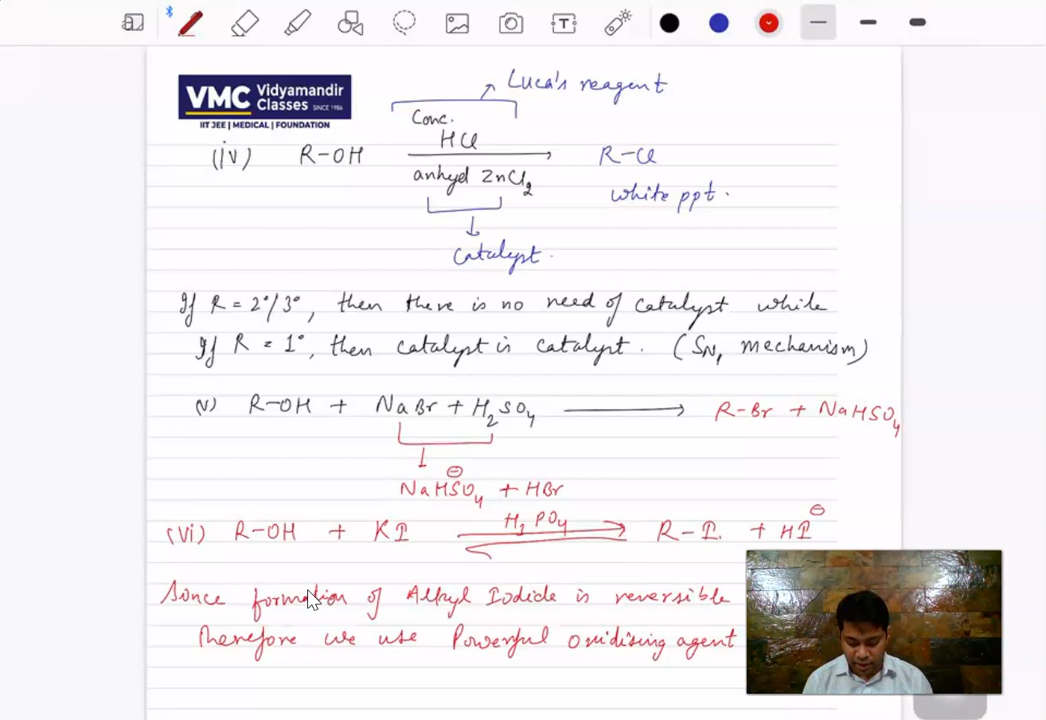 Luca's reagent
VMC Vidyamandir Classes SINCE 1986
IIT JEE | MEDICAL | FOUNDATION
Conc.
HCl
(iv) R-OH → R-Cl
anhyd ZnCl2
white ppt.
Catalyst.
If R = 2°/3°, then there is no need of catalyst while
If R = 1°, then catalyst is catalyst. (SN1 mechanism)
(v) R-OH + NaBr + H2SO4 → R-Br + NaHSO4
NaHSO4⊖ + HBr
H3PO4
(vi) R-OH + KI ⇌ R-I. + HI⊖
Since formation of Alkyl Iodide is reversible
therefore we use Powerful oxidising agent